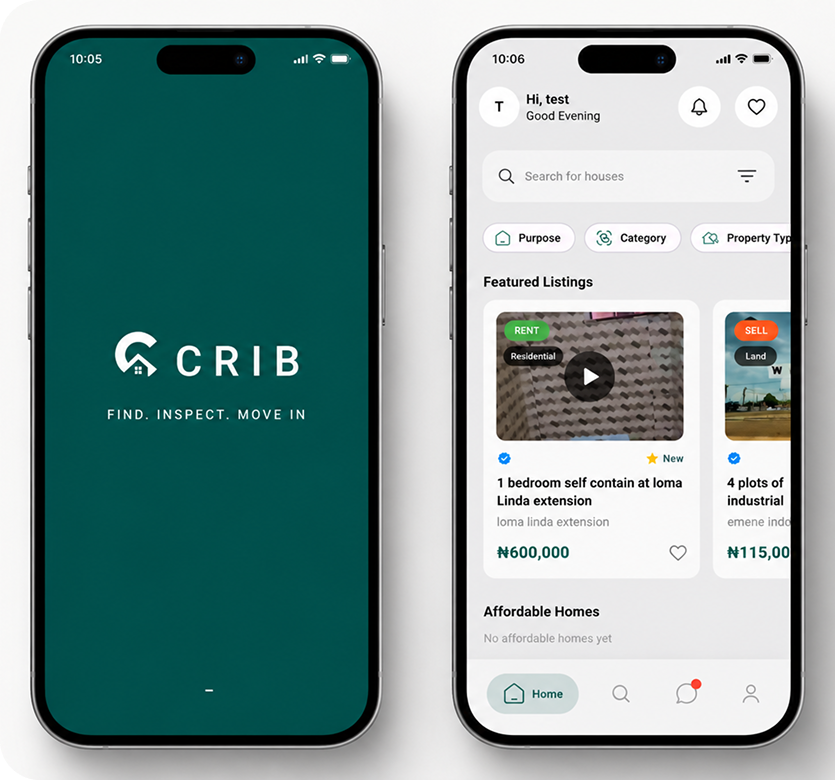 10:05
CRIB
FIND. INSPECT. MOVE IN
10:06
T
Hi, test
Good Evening
Search for houses
Purpose
Category
Property Typ
Featured Listings
RENT
Residential
New
1 bedroom self contain at loma
Linda extension
loma linda extension
₦600,000
SELL
Land
W
4 plots of
industrial
emene indo
₦115,00
Affordable Homes
No affordable homes yet
Home